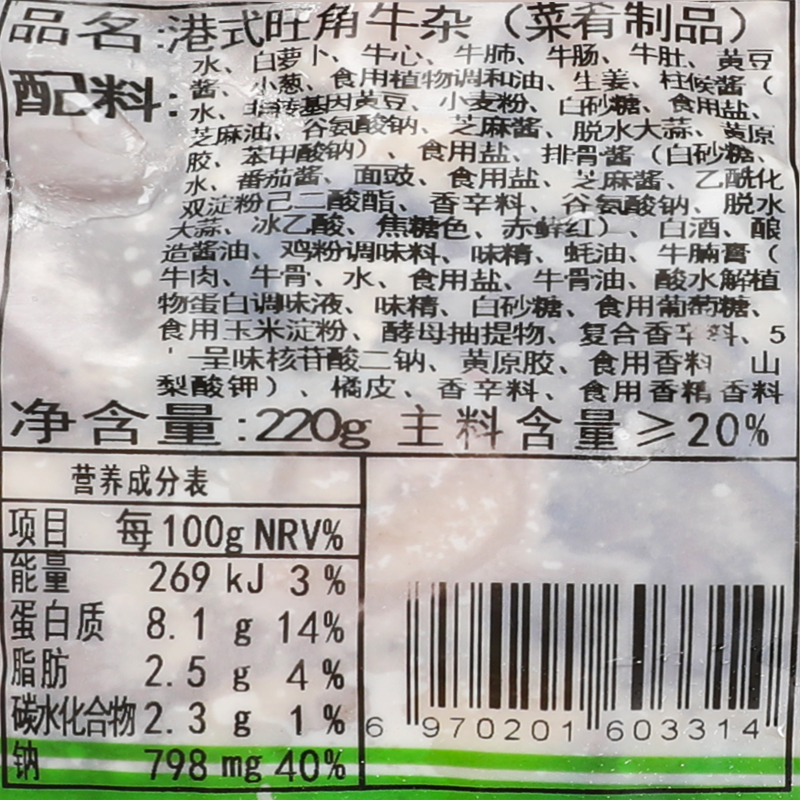 品名:港式旺角牛杂（菜肴制品）
配料:水、白萝卜、牛心、牛肺、牛肠、牛肚、黄豆
酱、小葱、食用植物调和油、生姜、柱候酱（
水、非转基因黄豆、小麦粉、白砂糖、食用盐、
芝麻油、谷氨酸钠、芝麻酱、脱水大蒜、黄原
胶、苯甲酸钠）、食用盐、排骨酱（白砂糖、
水、番茄酱、面豉、食用盐、芝麻酱、乙酰化
双淀粉己二酸酯、香辛料、谷氨酸钠、脱水
大蒜、冰乙酸、焦糖色、赤藓红）、白酒、酿
造酱油、鸡粉调味料、味精、蚝油、牛腩膏（
牛肉、牛骨、水、食用盐、牛骨油、酸水解植
物蛋白调味液、味精、白砂糖、食用葡萄糖、
食用玉米淀粉、酵母抽提物、复合香辛料、5
'呈味核苷酸二钠、黄原胶、食用香料 山
梨酸钾）、橘皮、香辛料、食用香精香料
净含量:220g 主料含量≥20%
营养成分表
项目 每100g NRV%
能量 269 kJ 3%
蛋白质 8.1 g 14%
脂肪 2.5 g 4%
碳水化合物 2.3 g 1%
钠 798 mg 40%
6 970201 603314